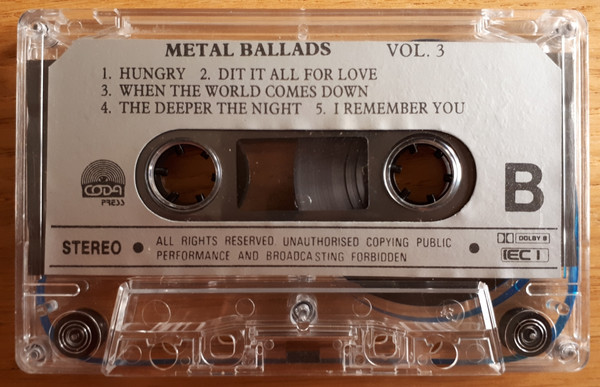 METAL BALLADS VOL. 3
1. HUNGRY 2. DIT IT ALL FOR LOVE
3. WHEN THE WORLD COMES DOWN
4. THE DEEPER THE NIGHT 5. I REMEMBER YOU
CODA
PRESS
B
STEREO • ALL RIGHTS RESERVED. UNAUTHORISED COPYING PUBLIC
PERFORMANCE AND BROADCASTING FORBIDDEN •
DOLBY B
IEC I